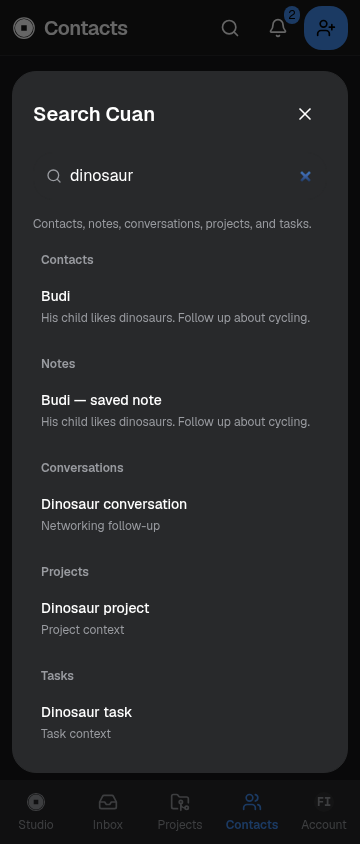 Contacts
2
Search Cuan
dinosaur
Contacts, notes, conversations, projects, and tasks.
Contacts
Budi
His child likes dinosaurs. Follow up about cycling.
Notes
Budi — saved note
His child likes dinosaurs. Follow up about cycling.
Conversations
Dinosaur conversation
Networking follow-up
Projects
Dinosaur project
Project context
Tasks
Dinosaur task
Task context
FI
Studio Inbox Projects Contacts Account